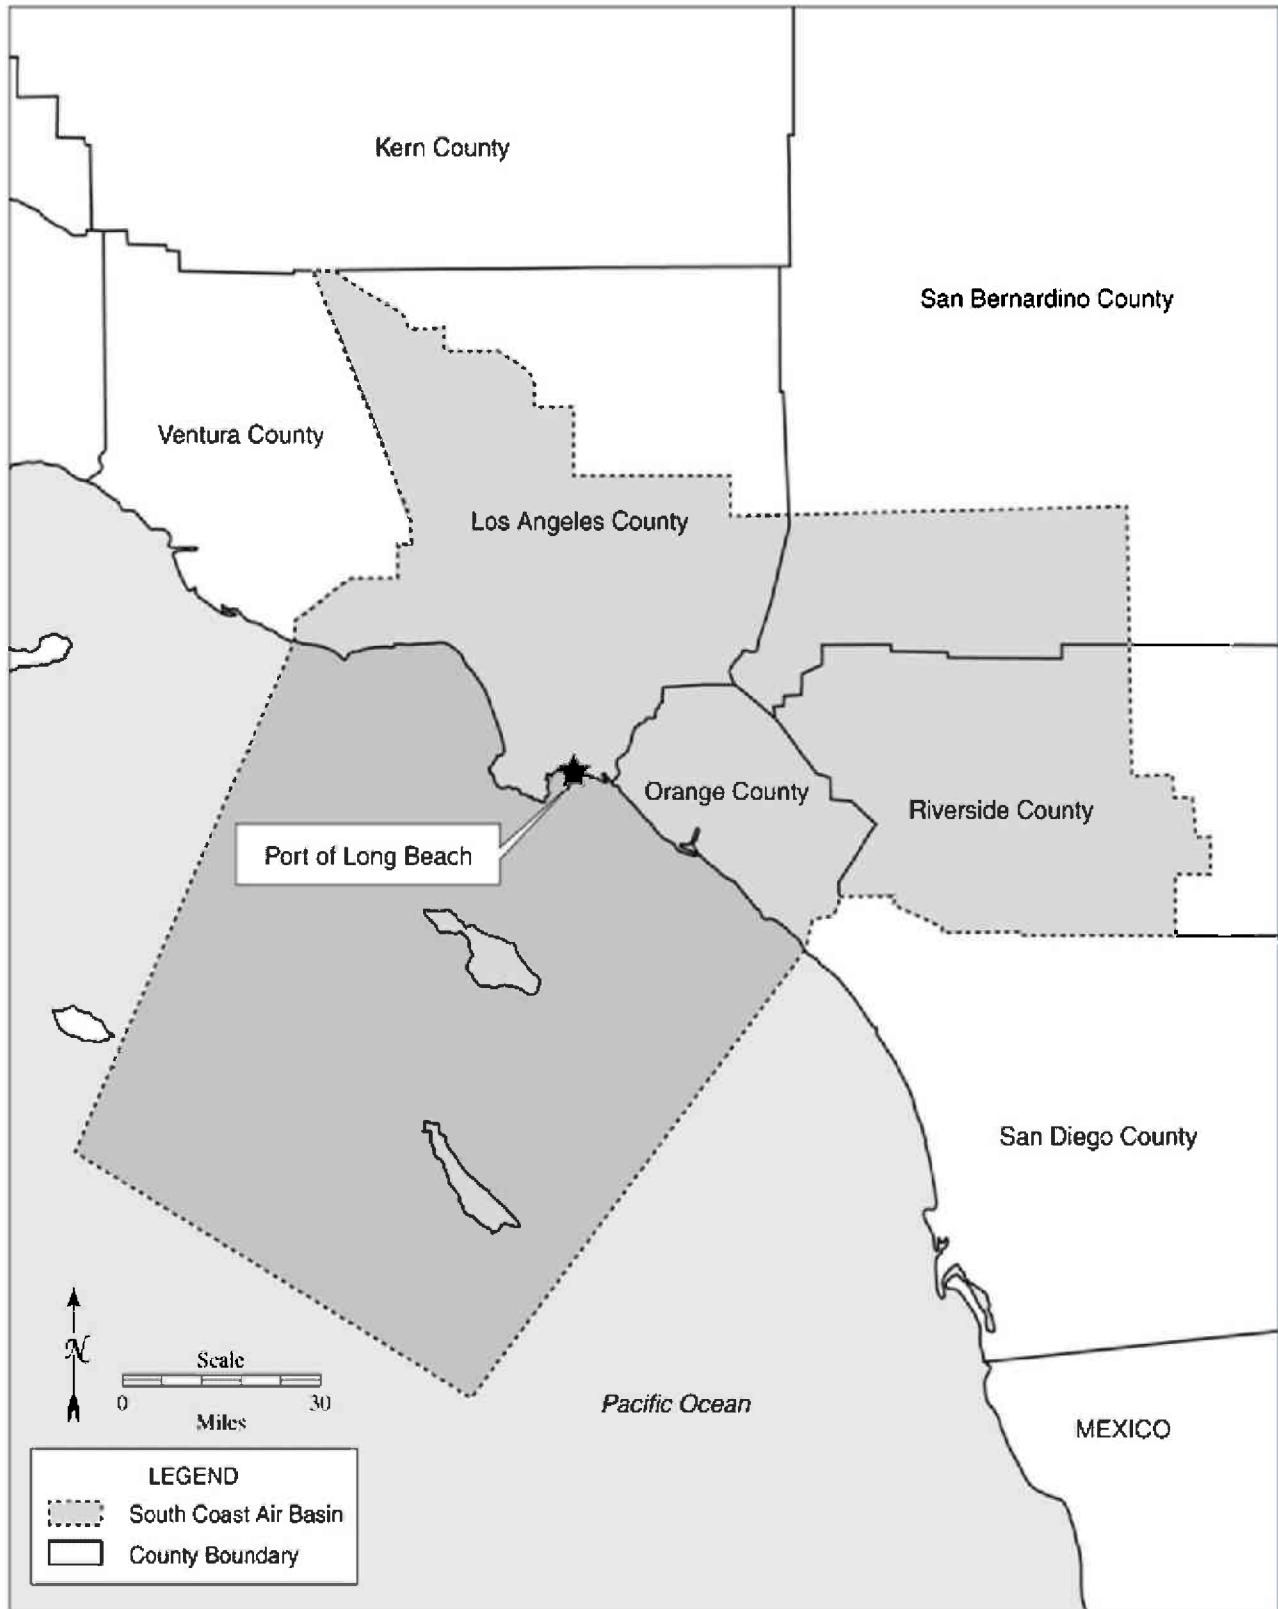 Kern County
San Bernardino County
Ventura County
Los Angeles County
Orange County
Riverside County
Port of Long Beach
San Diego County
N
Scale
0 30
Miles
Pacific Ocean
MEXICO
LEGEND
South Coast Air Basin
County Boundary